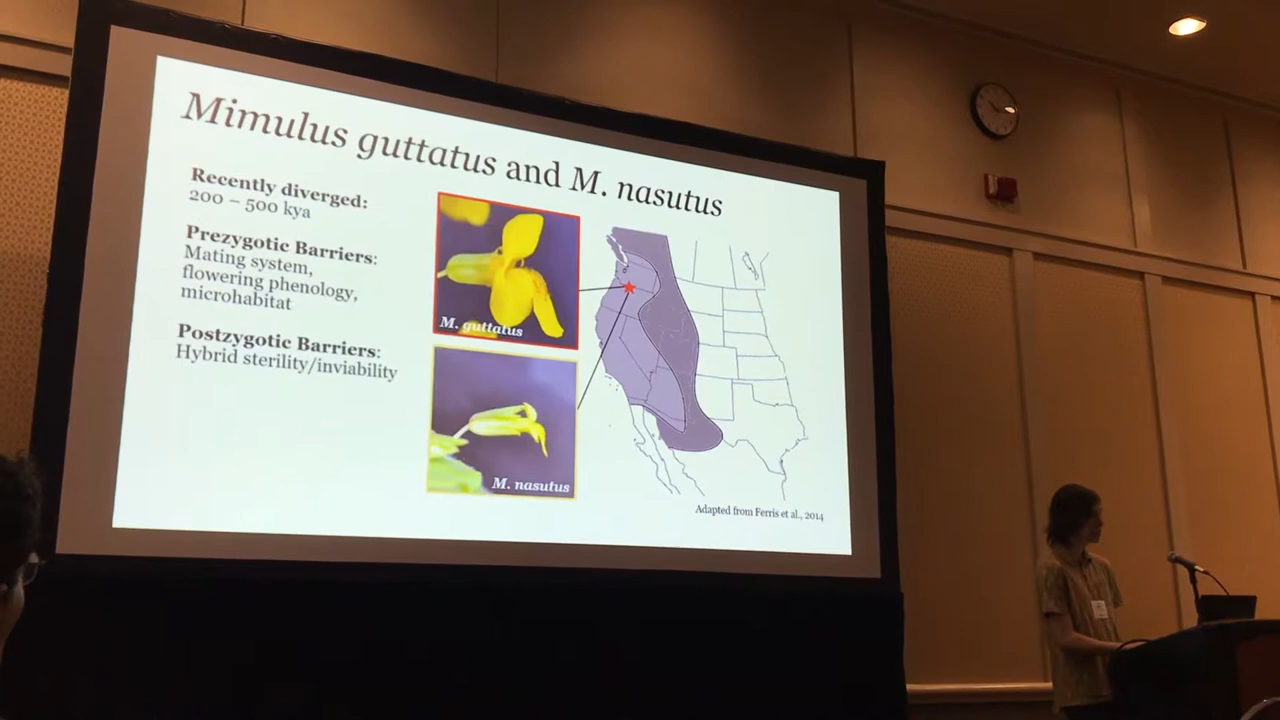 Mimulus guttatus and M. nasutus
Recently diverged:
200 – 500 kya
Prezygotic Barriers:
Mating system,
flowering phenology,
microhabitat
Postzygotic Barriers:
Hybrid sterility/inviability
M. guttatus
M. nasutus
Adapted from Ferris et al., 2014